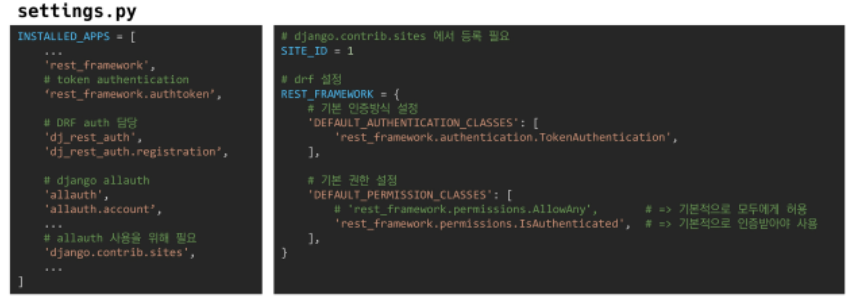 settings.py
INSTALLED_APPS = [
...
'rest_framework',
# token authentication
‘rest_framework.authtoken’,
# DRF auth 담당
'dj_rest_auth',
'dj_rest_auth.registration’,
# django allauth
'allauth',
'allauth.account’,
...
# allauth 사용을 위해 필요
'django.contrib.sites',
...
]
# django.contrib.sites 에서 등록 필요
SITE_ID = 1
# drf 설정
REST_FRAMEWORK = {
# 기본 인증방식 설정
'DEFAULT_AUTHENTICATION_CLASSES': [
'rest_framework.authentication.TokenAuthentication',
],
# 기본 권한 설정
'DEFAULT_PERMISSION_CLASSES': [
# 'rest_framework.permissions.AllowAny', # => 기본적으로 모두에게 허용
'rest_framework.permissions.IsAuthenticated', # => 기본적으로 인증받아야 사용
],
}